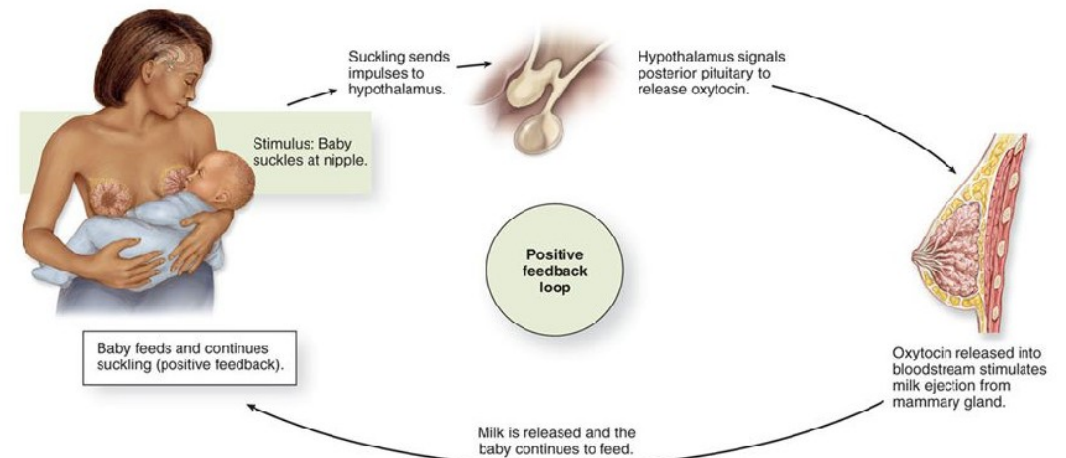 Suckling sends
impulses to
hypothalamus.
Hypothalamus signals
posterior pituitary to
release oxytocin.
Stimulus: Baby
suckles at nipple.
Positive
feedback
loop
Baby feeds and continues
suckling (positive feedback).
Oxytocin released into
bloodstream stimulates
milk ejection from
mammary gland.
Milk is released and the
baby continues to feed.